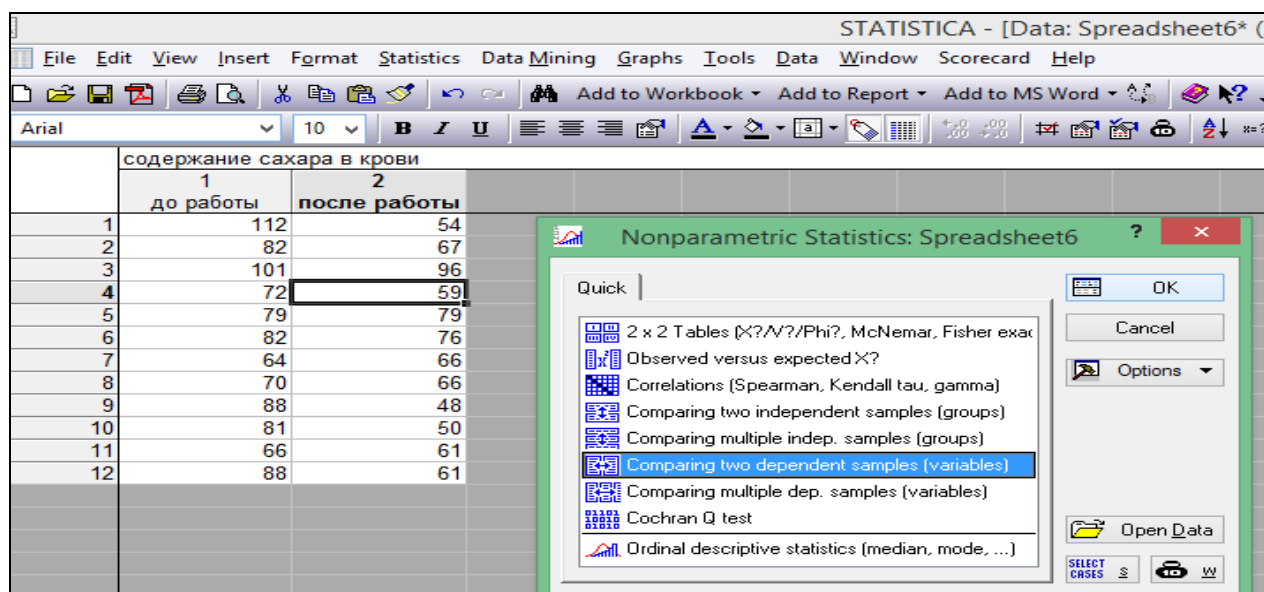 STATISTICA - [Data: Spreadsheet6* (
File Edit View Insert Format Statistics Data Mining Graphs Tools Data Window Scorecard Help
Add to Workbook Add to Report Add to MS Word
Arial 10 B I U
содержание сахара в крови
1 2
до работы после работы
1 112 54
2 82 67
3 101 96
4 72 59
5 79 79
6 82 76
7 64 66
8 70 66
9 88 48
10 81 50
11 66 61
12 88 61
Nonparametric Statistics: Spreadsheet6 ? ×
Quick
2 x 2 Tables (X?/V?/Phi?, McNemar, Fisher exac
Observed versus expected X?
Correlations (Spearman, Kendall tau, gamma)
Comparing two independent samples (groups)
Comparing multiple indep. samples (groups)
Comparing two dependent samples (variables)
Comparing multiple dep. samples (variables)
Cochran Q test
Ordinal descriptive statistics (median, mode, ...)
OK
Cancel
Options
Open Data
SELECT CASES S W